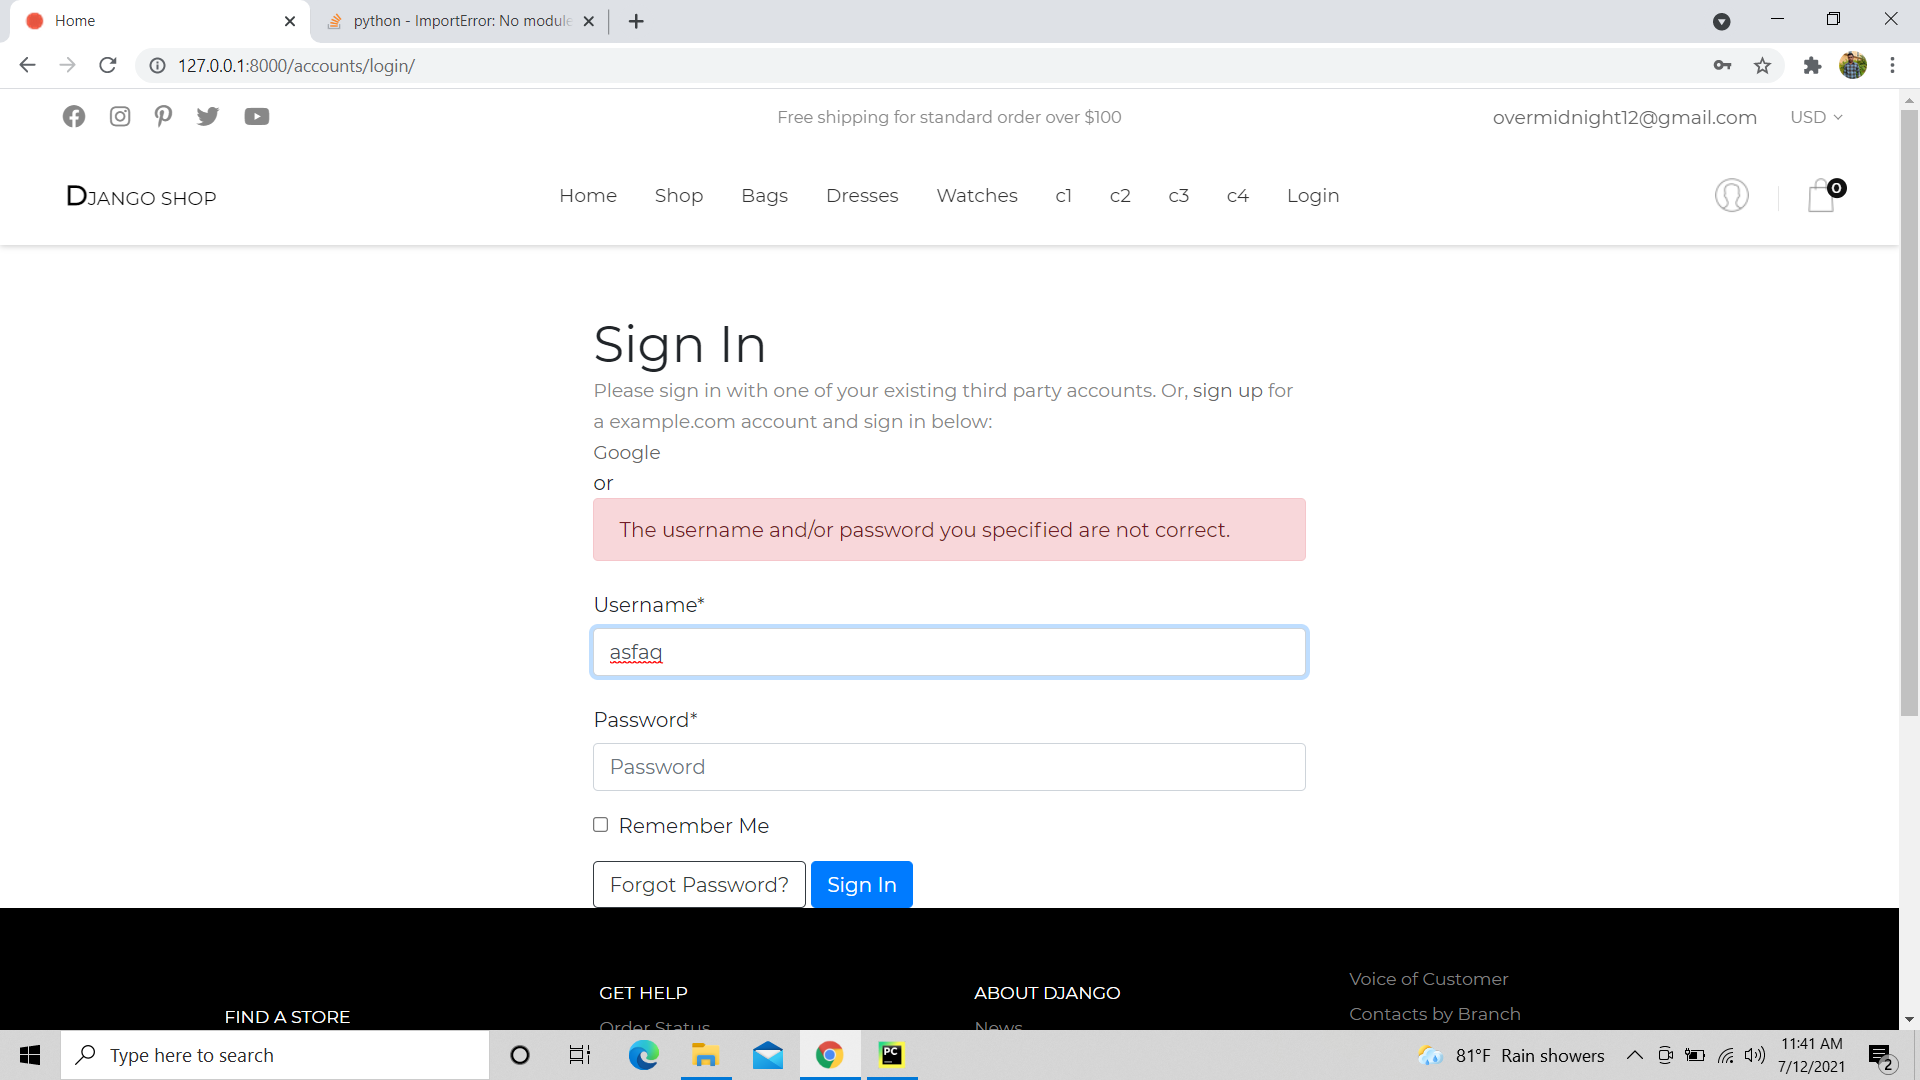 Home
python - ImportError: No module
127.0.0.1:8000/accounts/login/
Free shipping for standard order over $100
overmidnight12@gmail.com
USD
DJANGO SHOP
Home
Shop
Bags
Dresses
Watches
c1
c2
c3
c4
Login
0
Sign In
Please sign in with one of your existing third party accounts. Or, sign up for
a example.com account and sign in below:
Google
or
The username and/or password you specified are not correct.
Username*
asfaq
Password*
Password
Remember Me
Forgot Password?
Sign In
FIND A STORE
GET HELP
Order Status
ABOUT DJANGO
News
Voice of Customer
Contacts by Branch
Type here to search
PC
81°F Rain showers
11:41 AM
7/12/2021
2